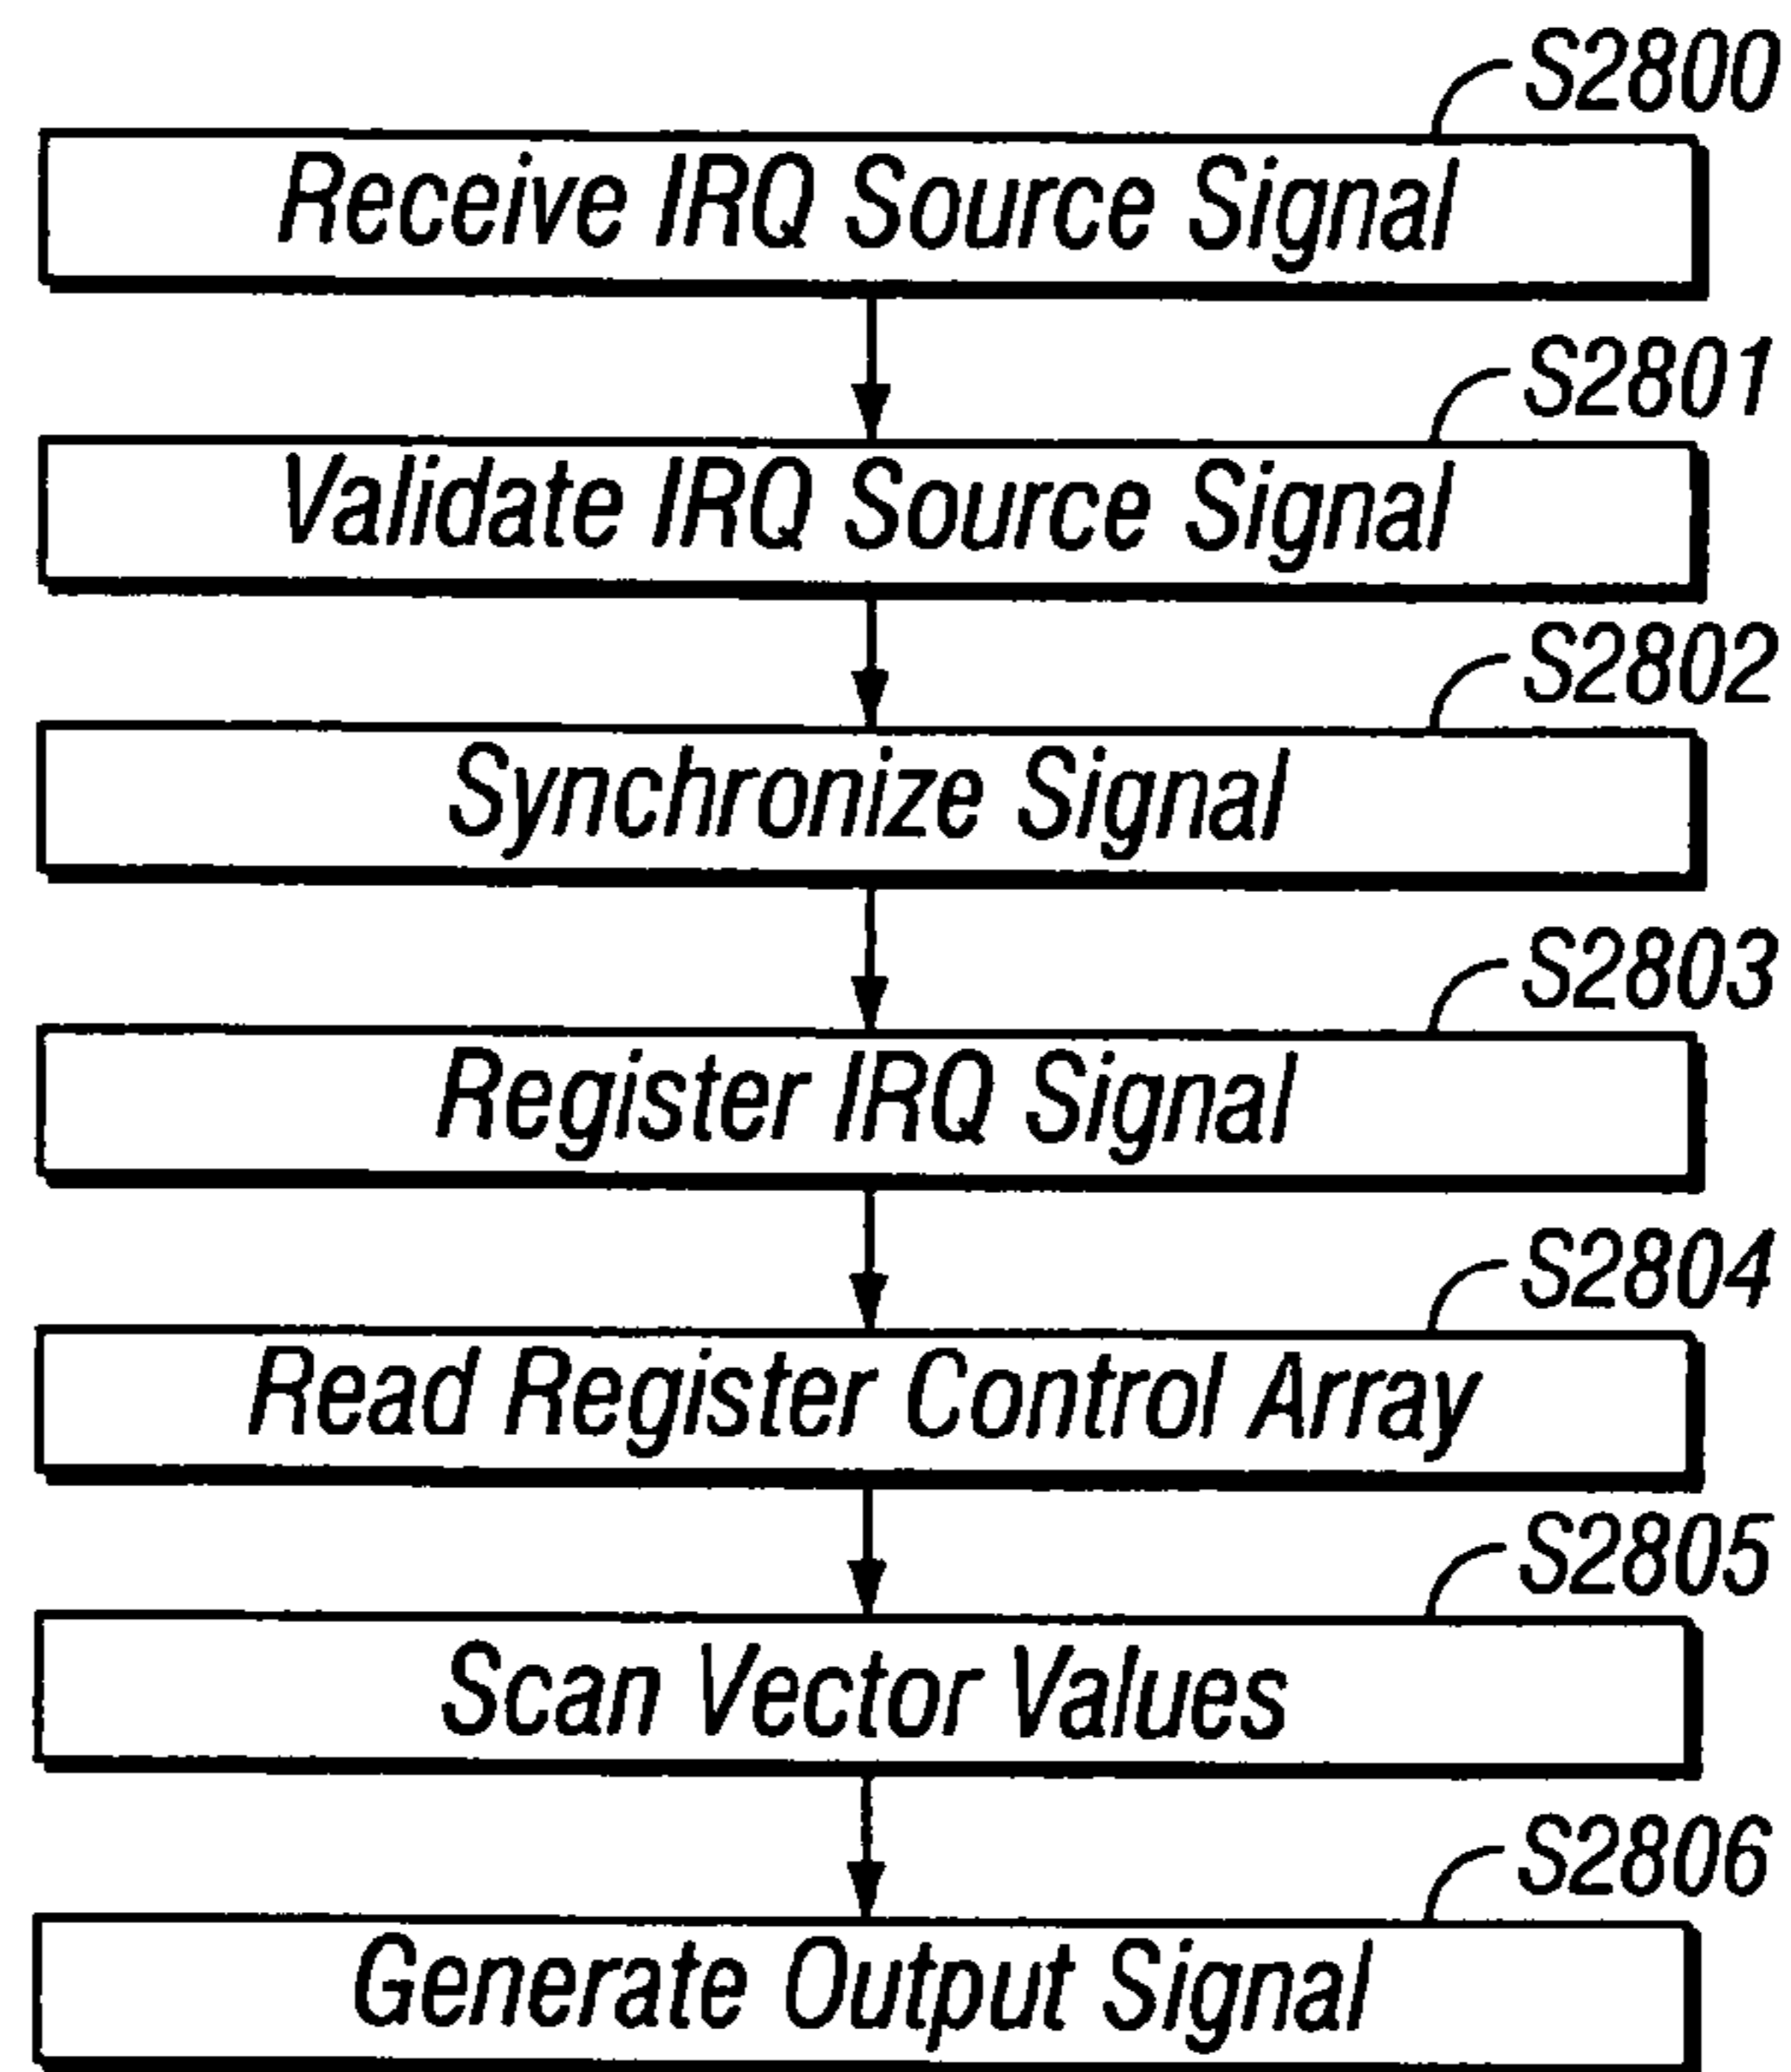 S2800
Receive IRQ Source Signal
S2801
Validate IRQ Source Signal
S2802
Synchronize Signal
S2803
Register IRQ Signal
S2804
Read Register Control Array
S2805
Scan Vector Values
S2806
Generate Output Signal